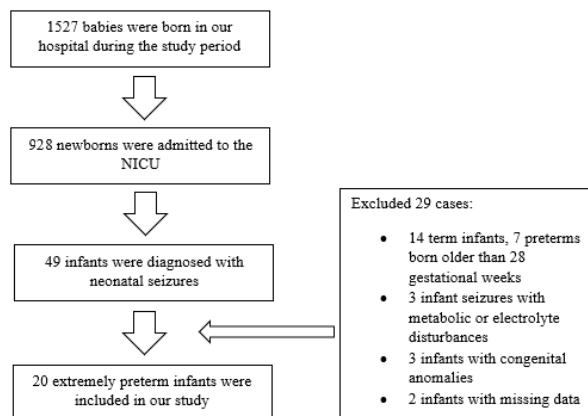 1527 babies were born in our
hospital during the study period
928 newborns were admitted to the
NICU
49 infants were diagnosed with
neonatal seizures
Excluded 29 cases:
• 14 term infants, 7 preterms
born older than 28
gestational weeks
• 3 infant seizures with
metabolic or electrolyte
disturbances
• 3 infants with congenital
anomalies
• 2 infants with missing data
20 extremely preterm infants were
included in our study